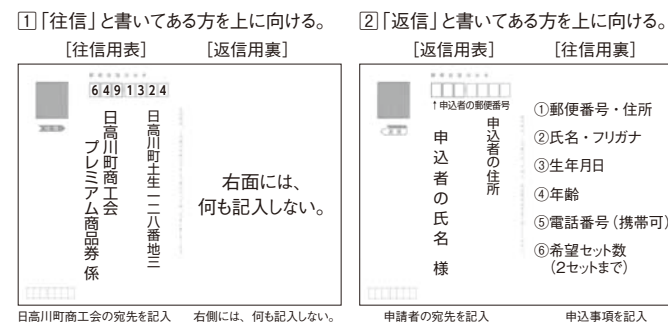 1「往信」と書いてある方を上に向ける。
[往信用表] [返信用裏]
6491324
日高川町土生一二八番地三
日高川町商工会
プレミアム商品券 係
右面には、
何も記入しない。
日高川町商工会の宛先を記入 右側には、何も記入しない。
2「返信」と書いてある方を上に向ける。
[返信用表] [往信用裏]
↑申込者の郵便番号
申込者の住所
申込者の氏名 様
①郵便番号・住所
②氏名・フリガナ
③生年月日
④年齢
⑤電話番号(携帯可)
⑥希望セット数
(2セットまで)
申請者の宛先を記入 申込事項を記入